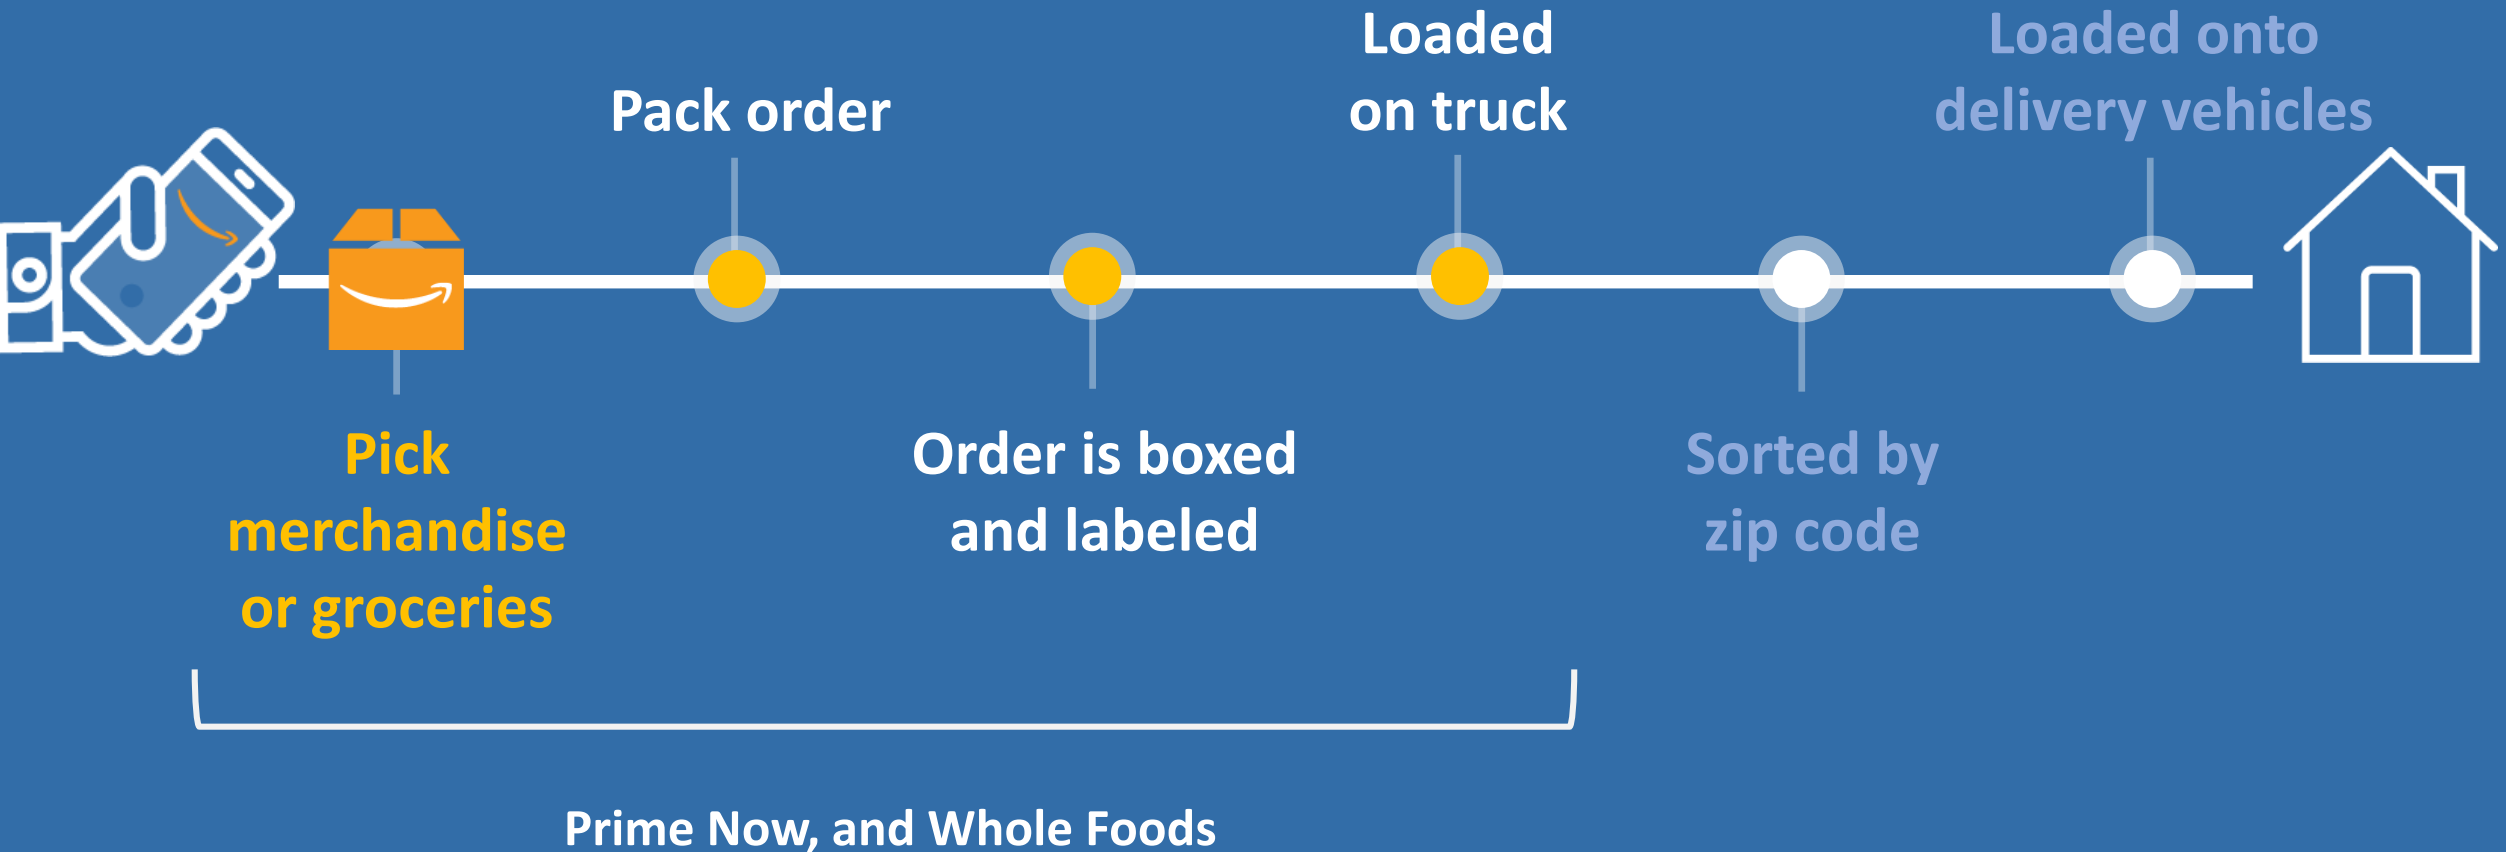 Pick
merchandise
or groceries
Pack order
Order is boxed
and labeled
Loaded
on truck
Sorted by
zip code
Loaded onto
delivery vehicles
Prime Now, and Whole Foods